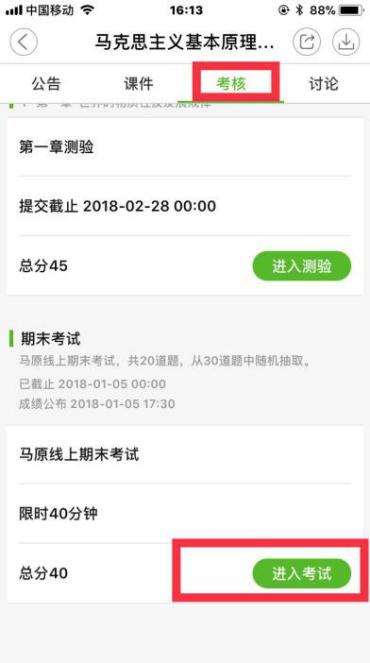 中国移动
16:13
88%
马克思主义基本原理...
公告 课件 考核 讨论
第一章测验
提交截止 2018-02-28 00:00
总分45 进入测验
期末考试
马原线上期末考试，共20道题，从30道题中随机抽取。
已截止 2018-01-05 00:00
成绩公布 2018-01-05 17:30
马原线上期末考试
限时40分钟
总分40 进入考试